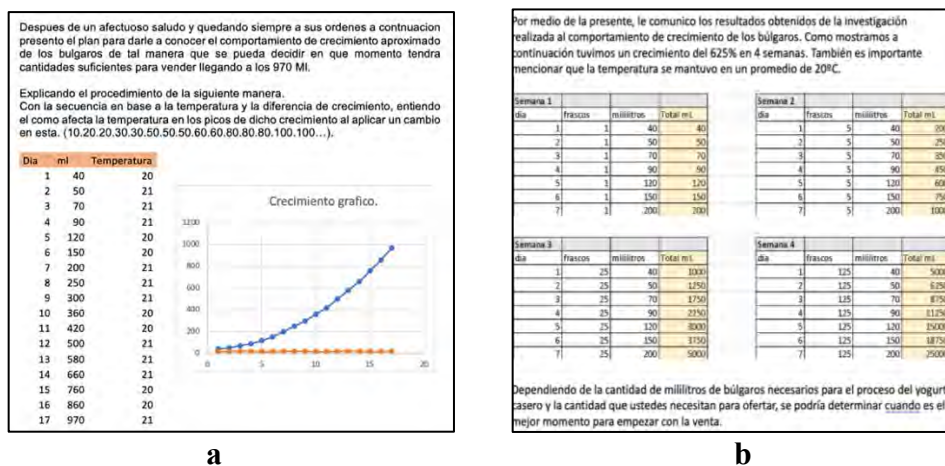 Despues de un afectuoso saludo y quedando siempre a sus ordenes a contnuacion
presento el plan para darle a conocer el comportamiento de crecimiento aproximado
de los bulgaros de tal manera que se pueda decidir en que momento tendra
cantidades suficientes para vender llegando a los 970 Ml.
Explicando el procedimiento de la siguiente manera.
Con la secuencia en base a la temperatura y la diferencia de crecimiento, entiendo
el como afecta la temperatura en los picos de dicho crecimiento al aplicar un cambio
en esta. (10.20.20.30.30.50.50.50.60.60.80.80.80.100.100...).
Dia ml Temperatura
1 40 20
2 50 21
3 70 21
4 90 21
5 120 20
6 150 20
7 200 21
8 250 21
9 300 21
10 360 20
11 420 20
12 500 21
13 580 21
14 660 21
15 760 20
16 860 20
17 970 21
Crecimiento grafico.
1200
1000
800
600
400
200
0
0 5 10 15 20
a
Por medio de la presente, le comunico los resultados obtenidos de la investigación
realizada al comportamiento de crecimiento de los búlgaros. Como mostramos a
continuación tuvimos un crecimiento del 625% en 4 semanas. También es importante
mencionar que la temperatura se mantuvo en un promedio de 20ºC.
Semana 1
dia frascos mililitros Total mL
1 1 40 40
2 1 50 50
3 1 70 70
4 1 90 90
5 1 120 120
6 1 150 150
7 1 200 200
Semana 2
dia frascos mililitros Total mL
1 5 40 200
2 5 50 250
3 5 70 350
4 5 90 450
5 5 120 600
6 5 150 750
7 5 200 1000
Semana 3
dia frascos mililitros Total mL
1 25 40 1000
2 25 50 1250
3 25 70 1750
4 25 90 2250
5 25 120 3000
6 25 150 3750
7 25 200 5000
Semana 4
dia frascos mililitros Total mL
1 125 40 5000
2 125 50 6250
3 125 70 8750
4 125 90 11250
5 125 120 15000
6 125 150 18750
7 125 200 25000
Dependiendo de la cantidad de mililitros de búlgaros necesarios para el proceso del yogurt
casero y la cantidad que ustedes necesitan para ofertar, se podría determinar cuando es el
mejor momento para empezar con la venta.
b